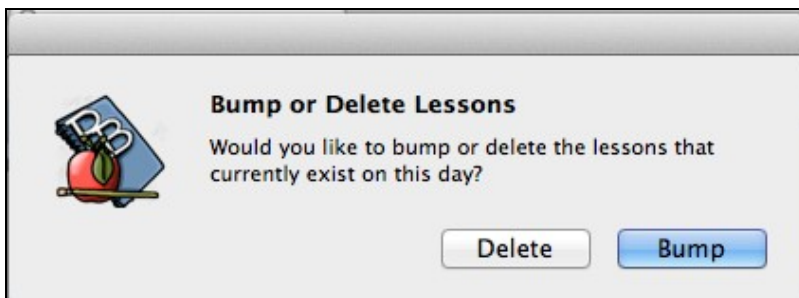 Bump or Delete Lessons
Would you like to bump or delete the lessons that
currently exist on this day?
Delete
Bump